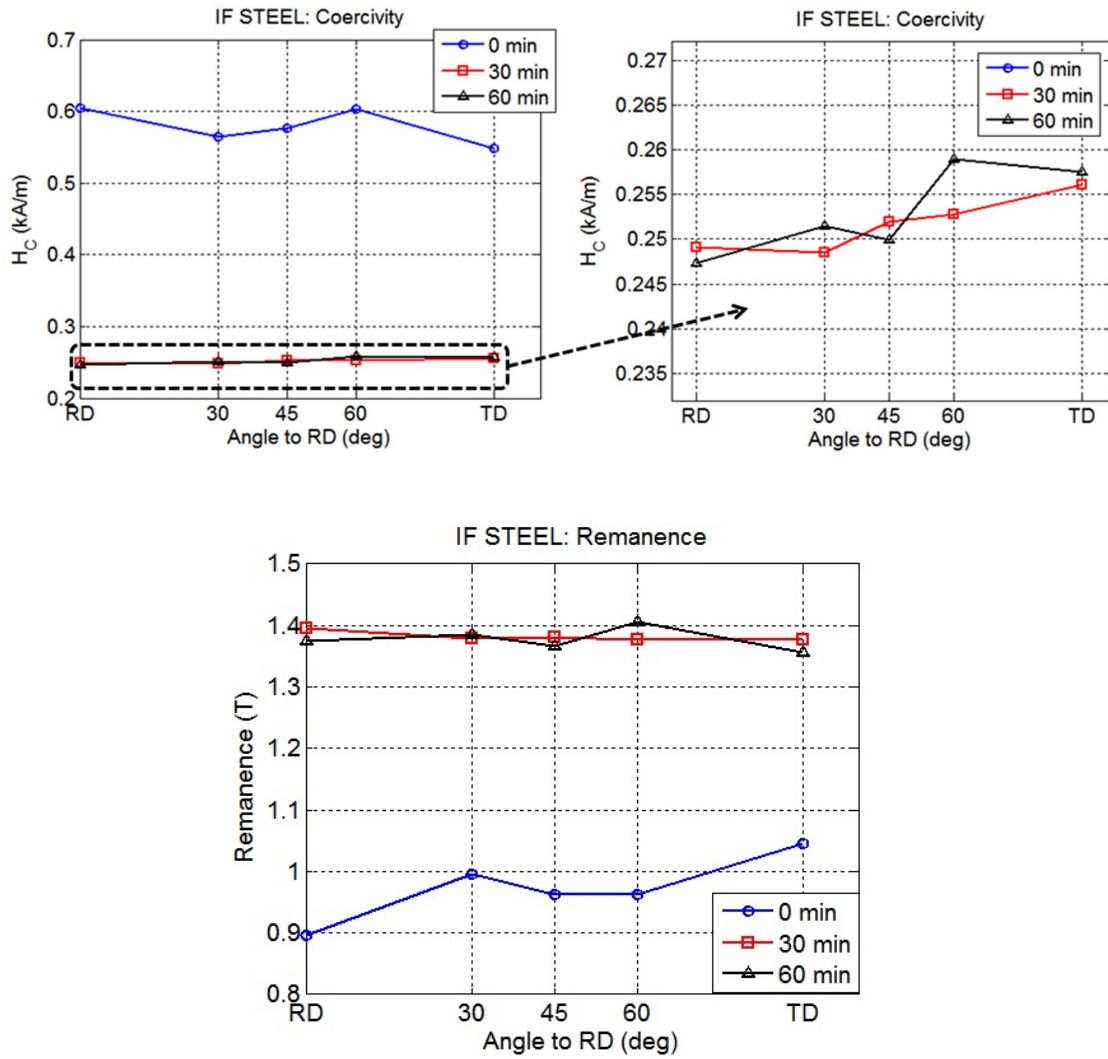 IF STEEL: Coercivity
0.7
0.6
0.5
0.4
0.3
0.2
H_C (kA/m)
RD 30 45 60 TD
Angle to RD (deg)
0 min
30 min
60 min
IF STEEL: Coercivity
0.27
0.265
0.26
0.255
0.25
0.245
0.24
0.235
H_C (kA/m)
RD 30 45 60 TD
Angle to RD (deg)
0 min
30 min
60 min
IF STEEL: Remanence
1.5
1.4
1.3
1.2
1.1
1
0.9
0.8
Remanence (T)
RD 30 45 60 TD
Angle to RD (deg)
0 min
30 min
60 min